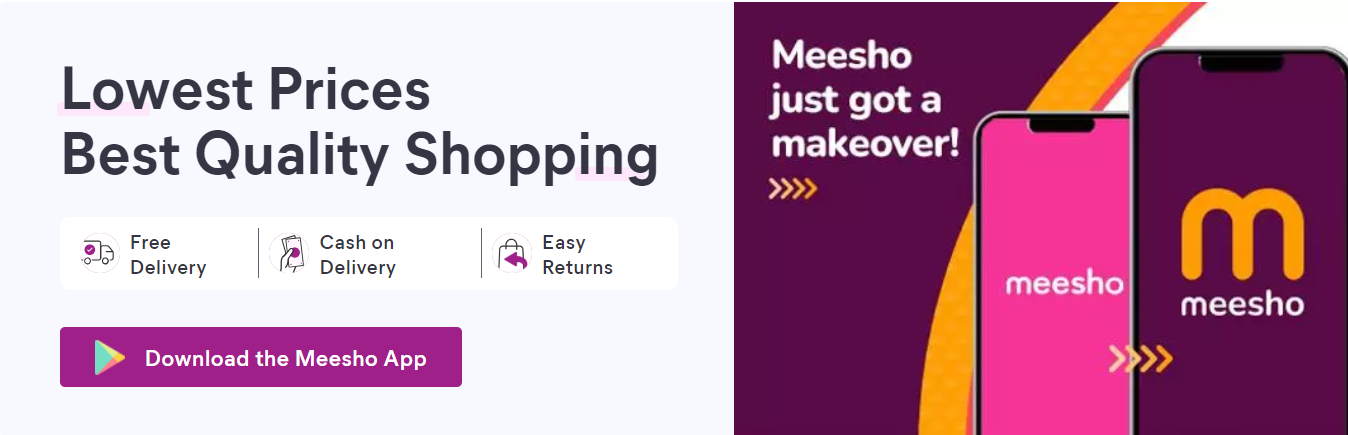 Lowest Prices
Best Quality Shopping
Free
Delivery
Cash on
Delivery
Easy
Returns
Download the Meesho App
Meesho
just got a
makeover!
meesho
m
meesho